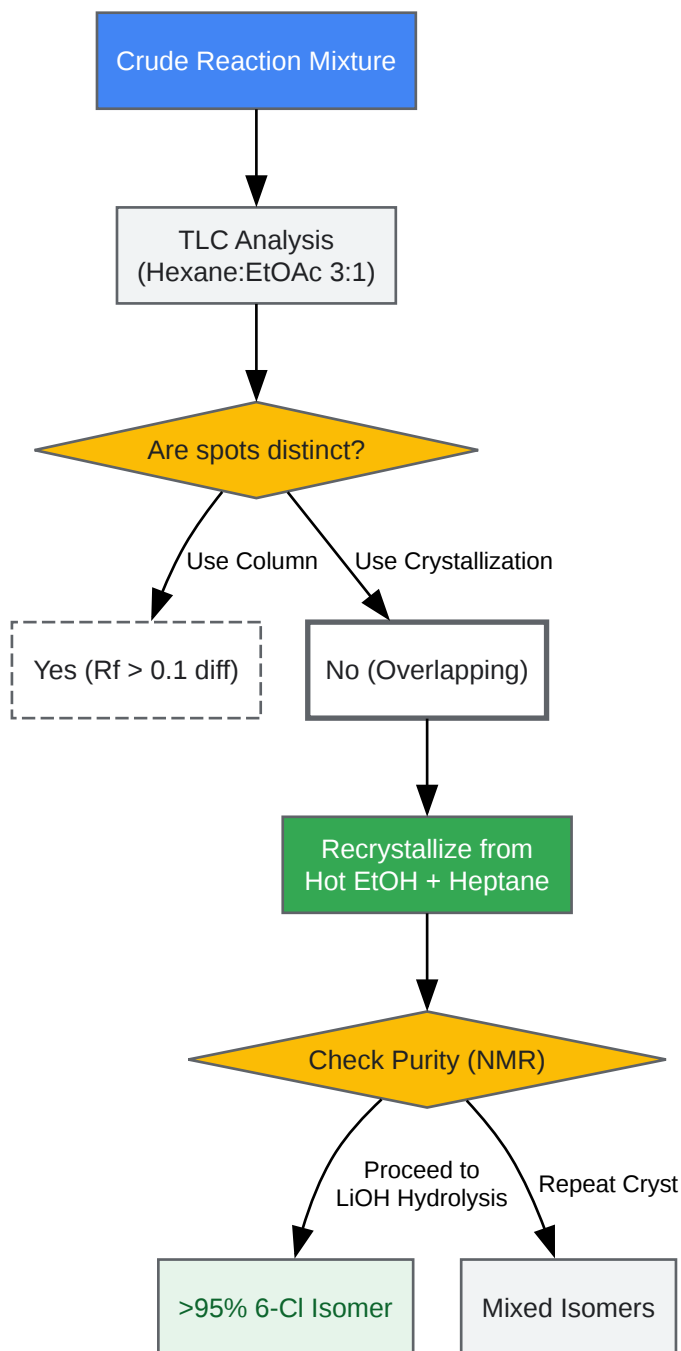 Crude Reaction Mixture
TLC Analysis
(Hexane:EtOAc 3:1)
Are spots distinct?
Use Column
Use Crystallization
Yes (Rf > 0.1 diff)
No (Overlapping)
Recrystallize from
Hot EtOH + Heptane
Check Purity (NMR)
Proceed to
LiOH Hydrolysis
Repeat Cryst
>95% 6-Cl Isomer
Mixed Isomers